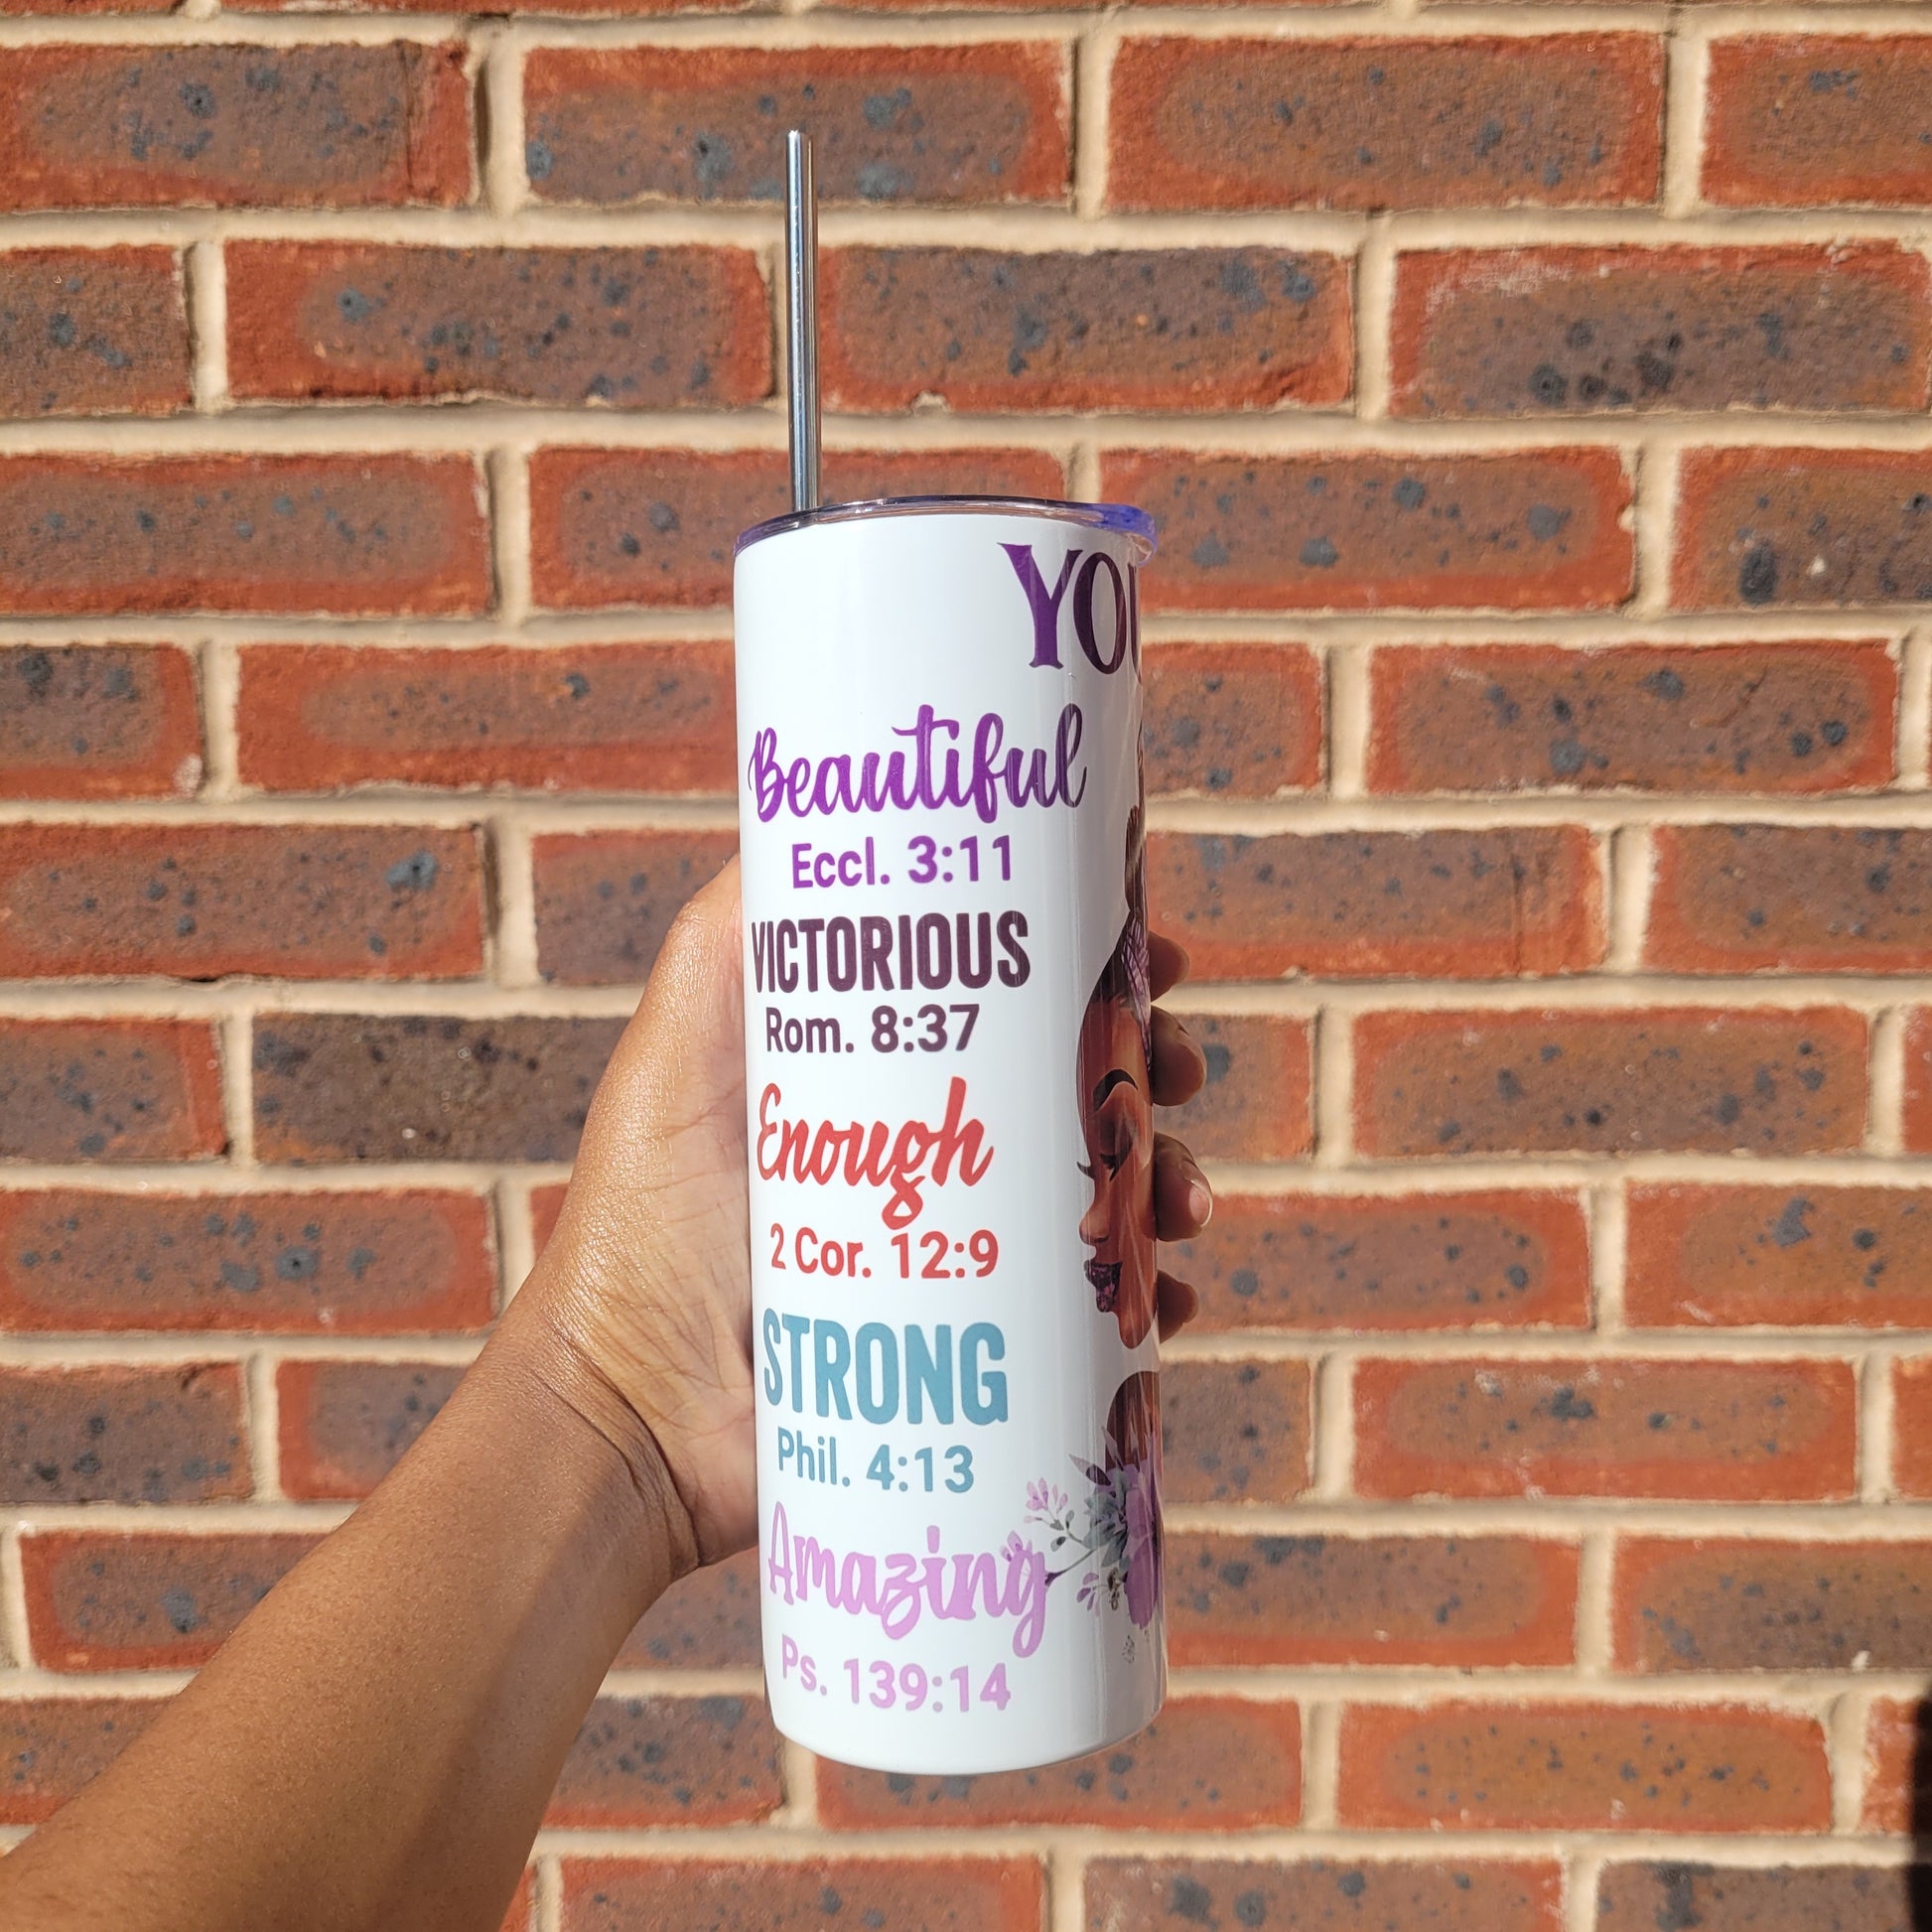 YOU
Beautiful
Eccl. 3:11
VICTORIOUS
Rom. 8:37
Enough
2 Cor. 12:9
STRONG
Phil. 4:13
Amazing
Ps. 139:14